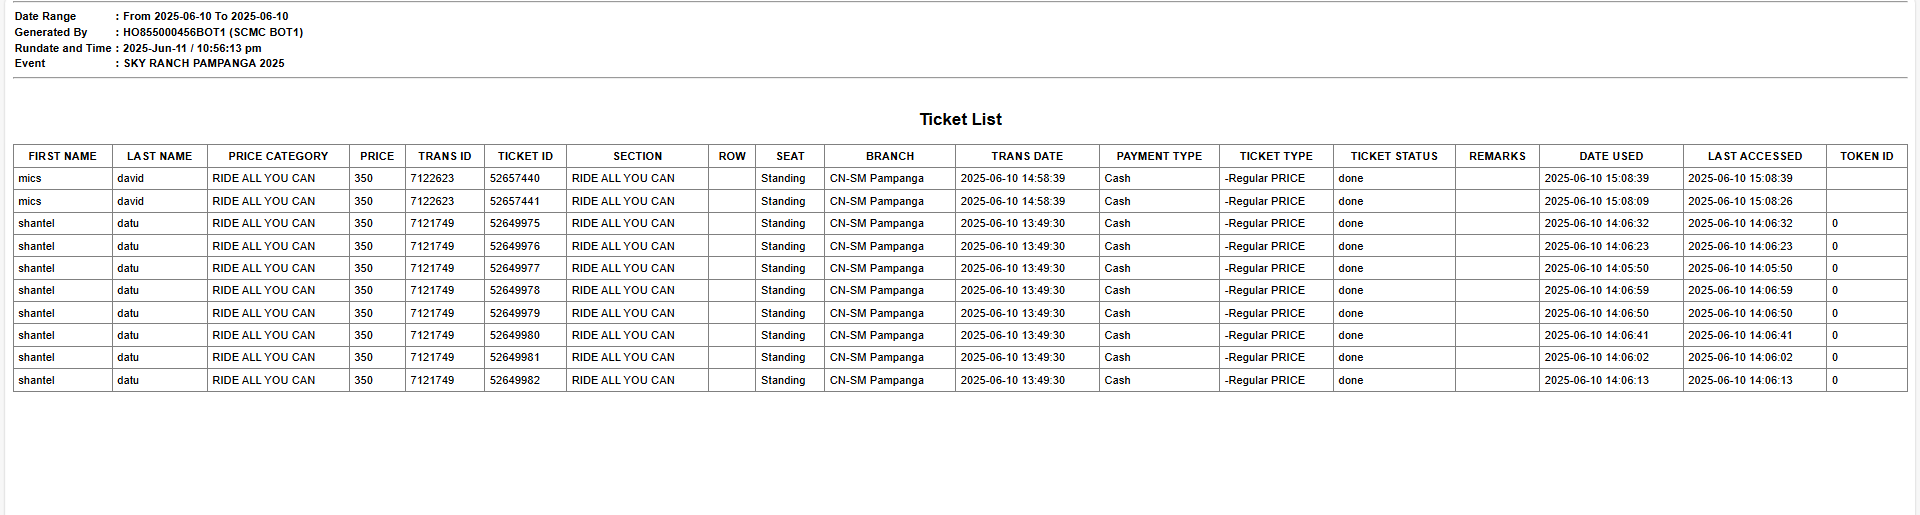 Date Range : From 2025-06-10 To 2025-06-10
Generated By : HO855000456BOT1 (SCMC BOT1)
Rundate and Time : 2025-Jun-11 / 10:56:13 pm
Event : SKY RANCH PAMPANGA 2025
Ticket List
FIRST NAME LAST NAME PRICE CATEGORY PRICE TRANS ID TICKET ID SECTION ROW SEAT BRANCH TRANS DATE PAYMENT TYPE TICKET TYPE TICKET STATUS REMARKS DATE USED LAST ACCESSED TOKEN ID
mics david RIDE ALL YOU CAN 350 7122623 52657440 RIDE ALL YOU CAN Standing CN-SM Pampanga 2025-06-10 14:58:39 Cash -Regular PRICE done 2025-06-10 15:08:39 2025-06-10 15:08:39
mics david RIDE ALL YOU CAN 350 7122623 52657441 RIDE ALL YOU CAN Standing CN-SM Pampanga 2025-06-10 14:58:39 Cash -Regular PRICE done 2025-06-10 15:08:09 2025-06-10 15:08:26
shantel datu RIDE ALL YOU CAN 350 7121749 52649975 RIDE ALL YOU CAN Standing CN-SM Pampanga 2025-06-10 13:49:30 Cash -Regular PRICE done 2025-06-10 14:06:32 2025-06-10 14:06:32 0
shantel datu RIDE ALL YOU CAN 350 7121749 52649976 RIDE ALL YOU CAN Standing CN-SM Pampanga 2025-06-10 13:49:30 Cash -Regular PRICE done 2025-06-10 14:06:23 2025-06-10 14:06:23 0
shantel datu RIDE ALL YOU CAN 350 7121749 52649977 RIDE ALL YOU CAN Standing CN-SM Pampanga 2025-06-10 13:49:30 Cash -Regular PRICE done 2025-06-10 14:05:50 2025-06-10 14:05:50 0
shantel datu RIDE ALL YOU CAN 350 7121749 52649978 RIDE ALL YOU CAN Standing CN-SM Pampanga 2025-06-10 13:49:30 Cash -Regular PRICE done 2025-06-10 14:06:59 2025-06-10 14:06:59 0
shantel datu RIDE ALL YOU CAN 350 7121749 52649979 RIDE ALL YOU CAN Standing CN-SM Pampanga 2025-06-10 13:49:30 Cash -Regular PRICE done 2025-06-10 14:06:50 2025-06-10 14:06:50 0
shantel datu RIDE ALL YOU CAN 350 7121749 52649980 RIDE ALL YOU CAN Standing CN-SM Pampanga 2025-06-10 13:49:30 Cash -Regular PRICE done 2025-06-10 14:06:41 2025-06-10 14:06:41 0
shantel datu RIDE ALL YOU CAN 350 7121749 52649981 RIDE ALL YOU CAN Standing CN-SM Pampanga 2025-06-10 13:49:30 Cash -Regular PRICE done 2025-06-10 14:06:02 2025-06-10 14:06:02 0
shantel datu RIDE ALL YOU CAN 350 7121749 52649982 RIDE ALL YOU CAN Standing CN-SM Pampanga 2025-06-10 13:49:30 Cash -Regular PRICE done 2025-06-10 14:06:13 2025-06-10 14:06:13 0